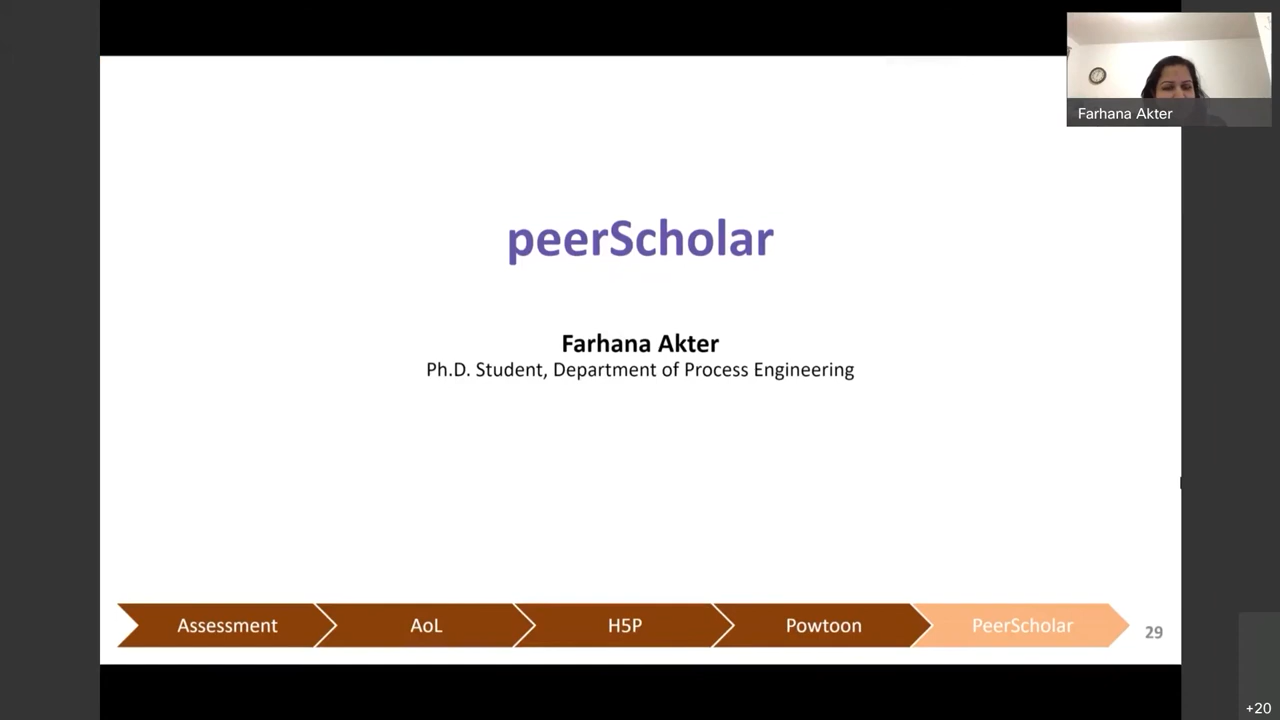 Farhana Akter
peerScholar
Farhana Akter
Ph.D. Student, Department of Process Engineering
Assessment
AoL
H5P
Powtoon
PeerScholar
29
+20